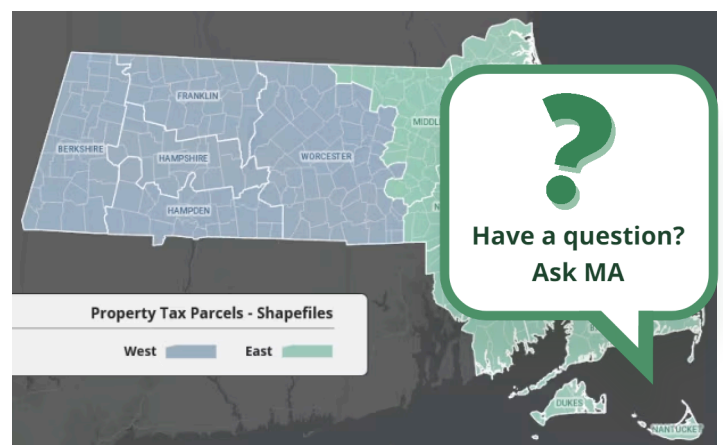 FRANKLIN
MIDDL
BERKSHIRE
HAMPSHIRE
WORCESTER
HAMPDEN
?
Have a question?
Ask MA
Property Tax Parcels - Shapefiles
West East
DUKES
NANTUCKET